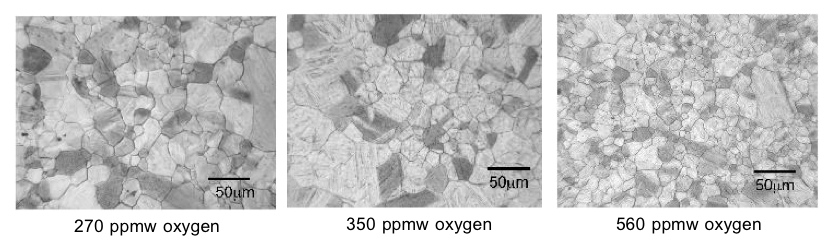 50μm
50μm
50μm
270 ppmw oxygen
350 ppmw oxygen
560 ppmw oxygen